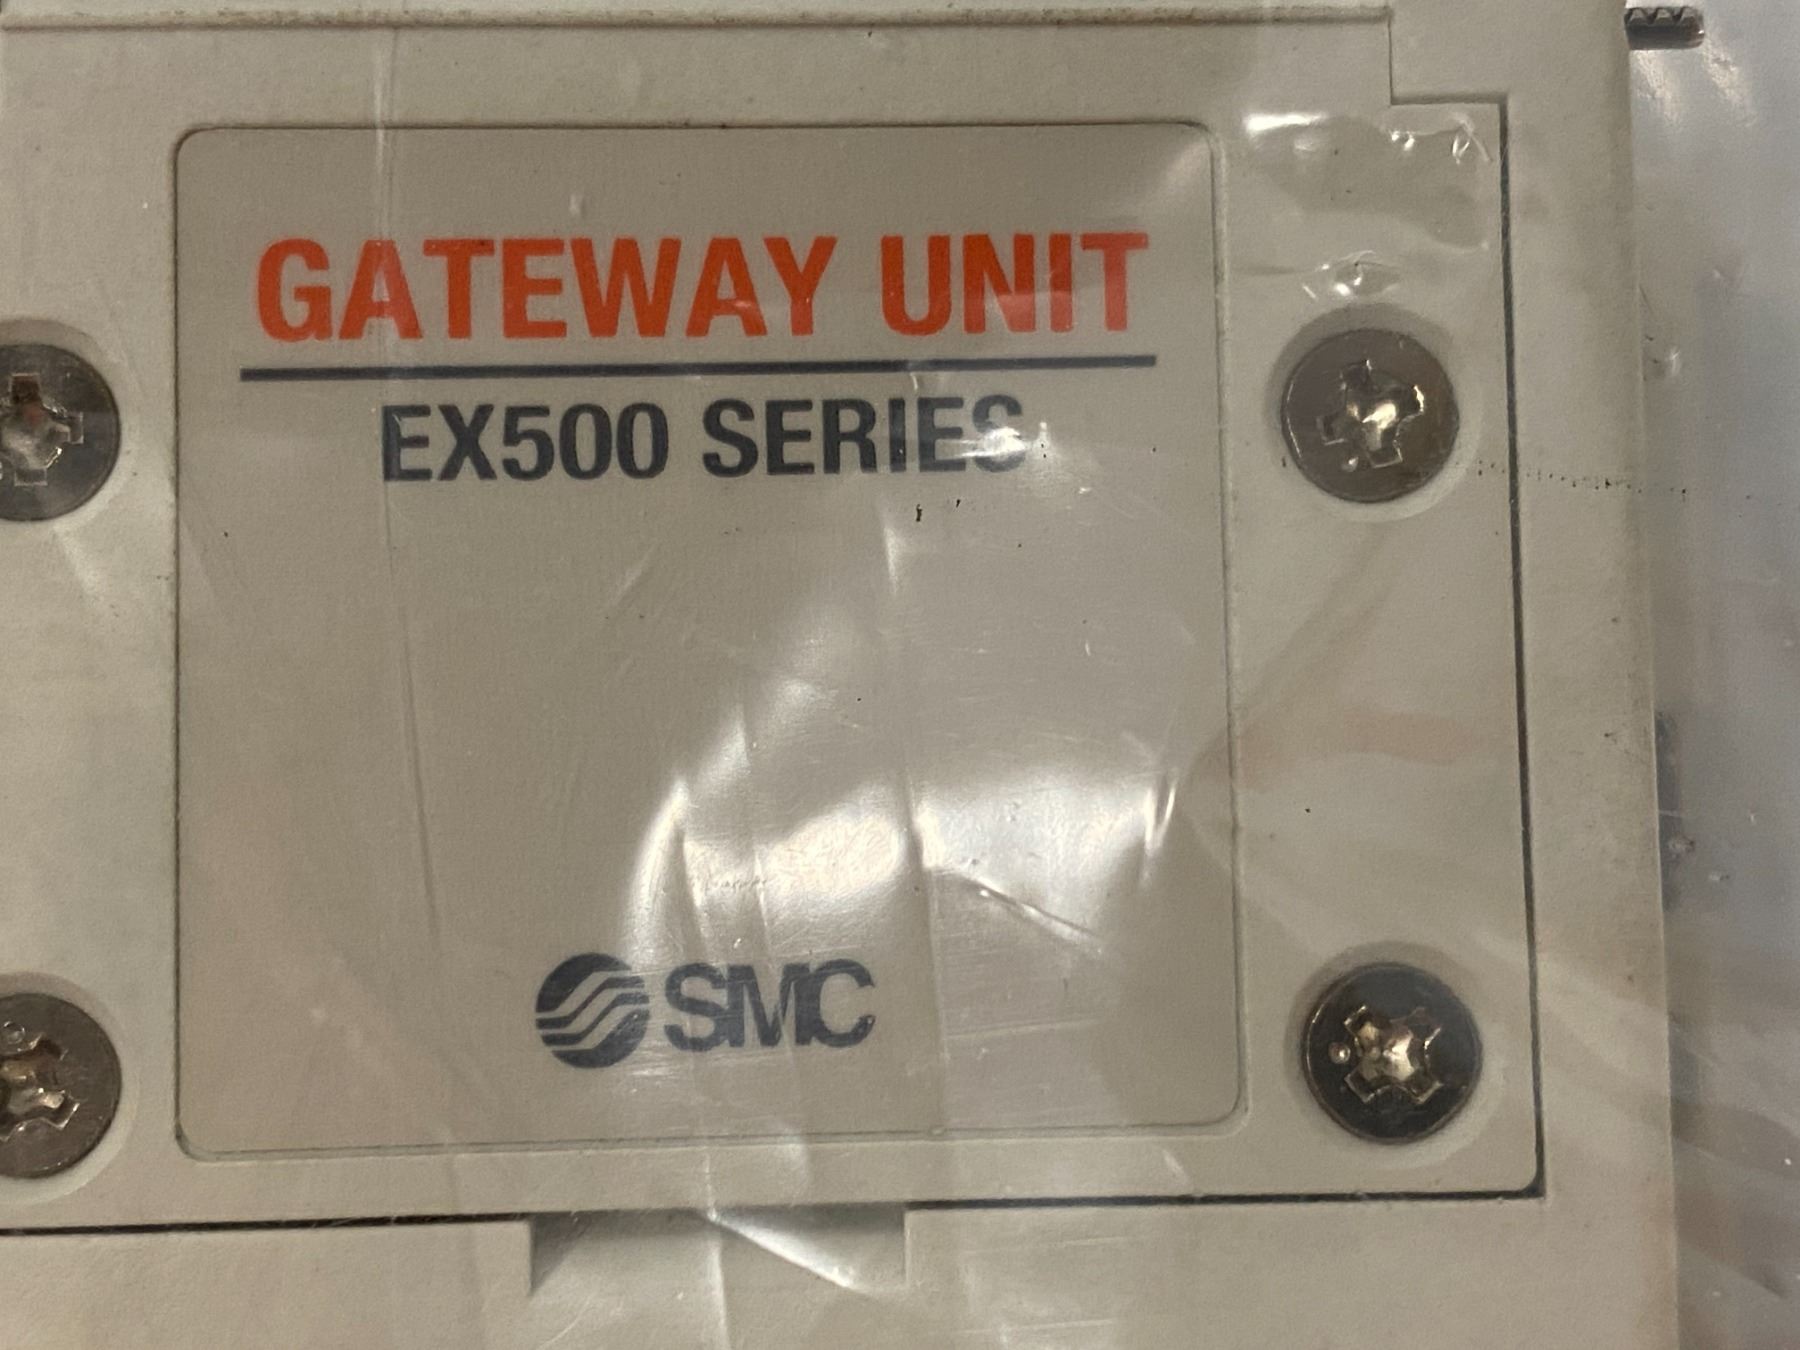 GATEWAY UNIT
EX500 SERIES
SMC